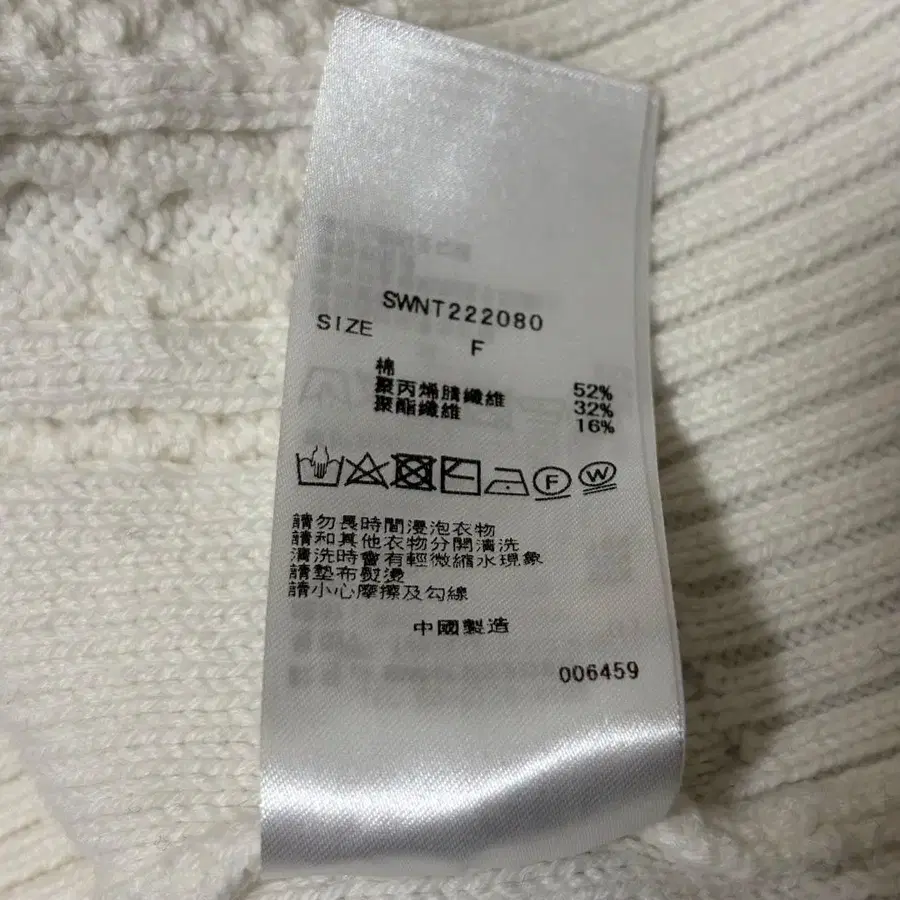 SWNT222080
SIZE
F
棉 52%
聚丙烯腈纖維 32%
聚酯纖維 16%
F W
請勿長時間浸泡衣物
請和其他衣物分開清洗
清洗時會有輕微縮水現象
請墊布熨燙
請小心摩擦及勾線
中國製造
006459